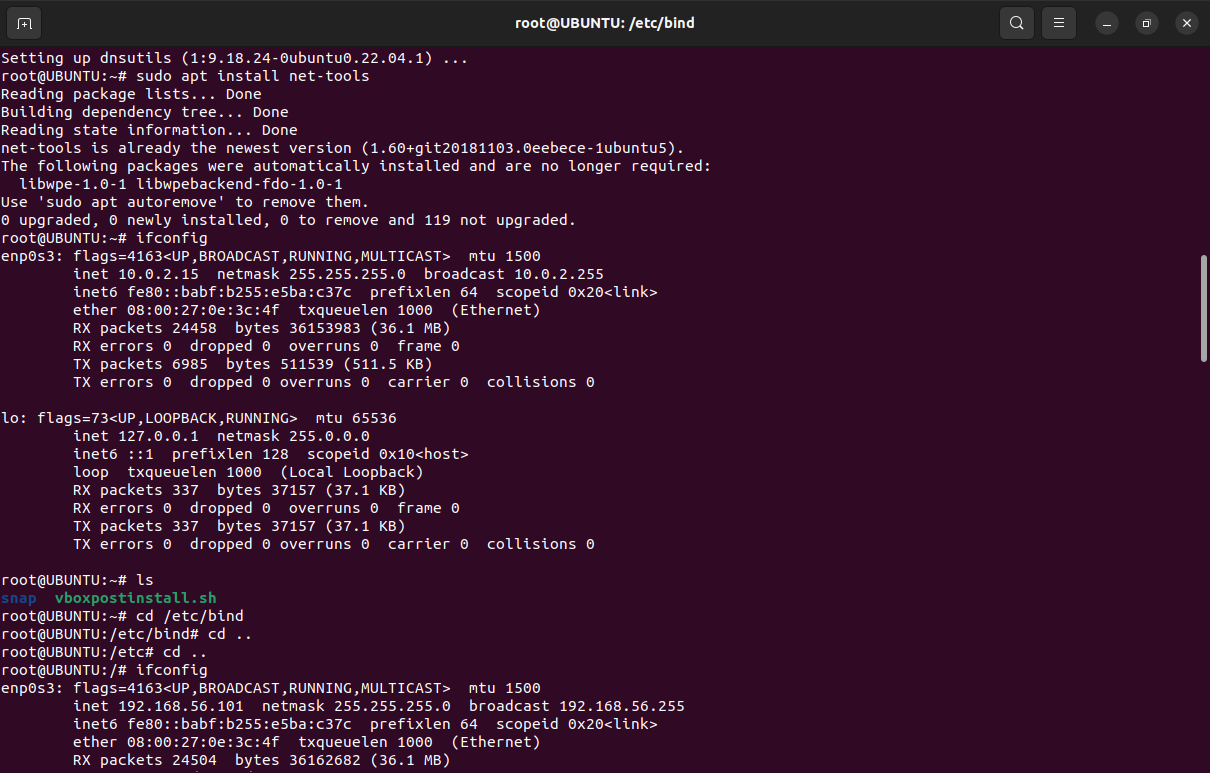 root@UBUNTU: /etc/bind
Setting up dnsutils (1:9.18.24-0ubuntu0.22.04.1) ...
root@UBUNTU:~# sudo apt install net-tools
Reading package lists... Done
Building dependency tree... Done
Reading state information... Done
net-tools is already the newest version (1.60+git20181103.0eebece-1ubuntu5).
The following packages were automatically installed and are no longer required:
  libwpe-1.0-1 libwpebackend-fdo-1.0-1
Use 'sudo apt autoremove' to remove them.
0 upgraded, 0 newly installed, 0 to remove and 119 not upgraded.
root@UBUNTU:~# ifconfig
enp0s3: flags=4163<UP,BROADCAST,RUNNING,MULTICAST>  mtu 1500
        inet 10.0.2.15  netmask 255.255.255.0  broadcast 10.0.2.255
        inet6 fe80::babf:b255:e5ba:c37c  prefixlen 64  scopeid 0x20<link>
        ether 08:00:27:0e:3c:4f  txqueuelen 1000  (Ethernet)
        RX packets 24458  bytes 36153983 (36.1 MB)
        RX errors 0  dropped 0  overruns 0  frame 0
        TX packets 6985  bytes 511539 (511.5 KB)
        TX errors 0  dropped 0 overruns 0  carrier 0  collisions 0
lo: flags=73<UP,LOOPBACK,RUNNING>  mtu 65536
        inet 127.0.0.1  netmask 255.0.0.0
        inet6 ::1  prefixlen 128  scopeid 0x10<host>
        loop  txqueuelen 1000  (Local Loopback)
        RX packets 337  bytes 37157 (37.1 KB)
        RX errors 0  dropped 0  overruns 0  frame 0
        TX packets 337  bytes 37157 (37.1 KB)
        TX errors 0  dropped 0 overruns 0  carrier 0  collisions 0
root@UBUNTU:~# ls
snap  vboxpostinstall.sh
root@UBUNTU:~# cd /etc/bind
root@UBUNTU:/etc/bind# cd ..
root@UBUNTU:/etc# cd ..
root@UBUNTU:/# ifconfig
enp0s3: flags=4163<UP,BROADCAST,RUNNING,MULTICAST>  mtu 1500
        inet 192.168.56.101  netmask 255.255.255.0  broadcast 192.168.56.255
        inet6 fe80::babf:b255:e5ba:c37c  prefixlen 64  scopeid 0x20<link>
        ether 08:00:27:0e:3c:4f  txqueuelen 1000  (Ethernet)
        RX packets 24504  bytes 36162682 (36.1 MB)